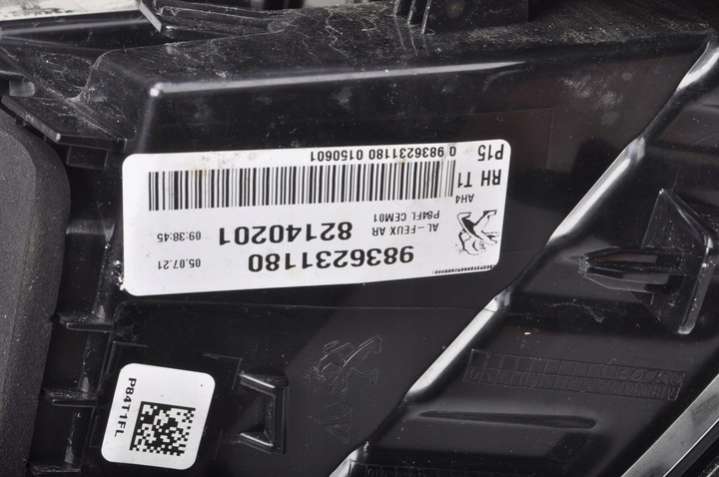 9836231180
05.07.21
AL-FEUX AR 82140201
09:38:45
P84FL CEM01
AH4
RH T1
P15
0 9836231180 0150601
P84T1FL